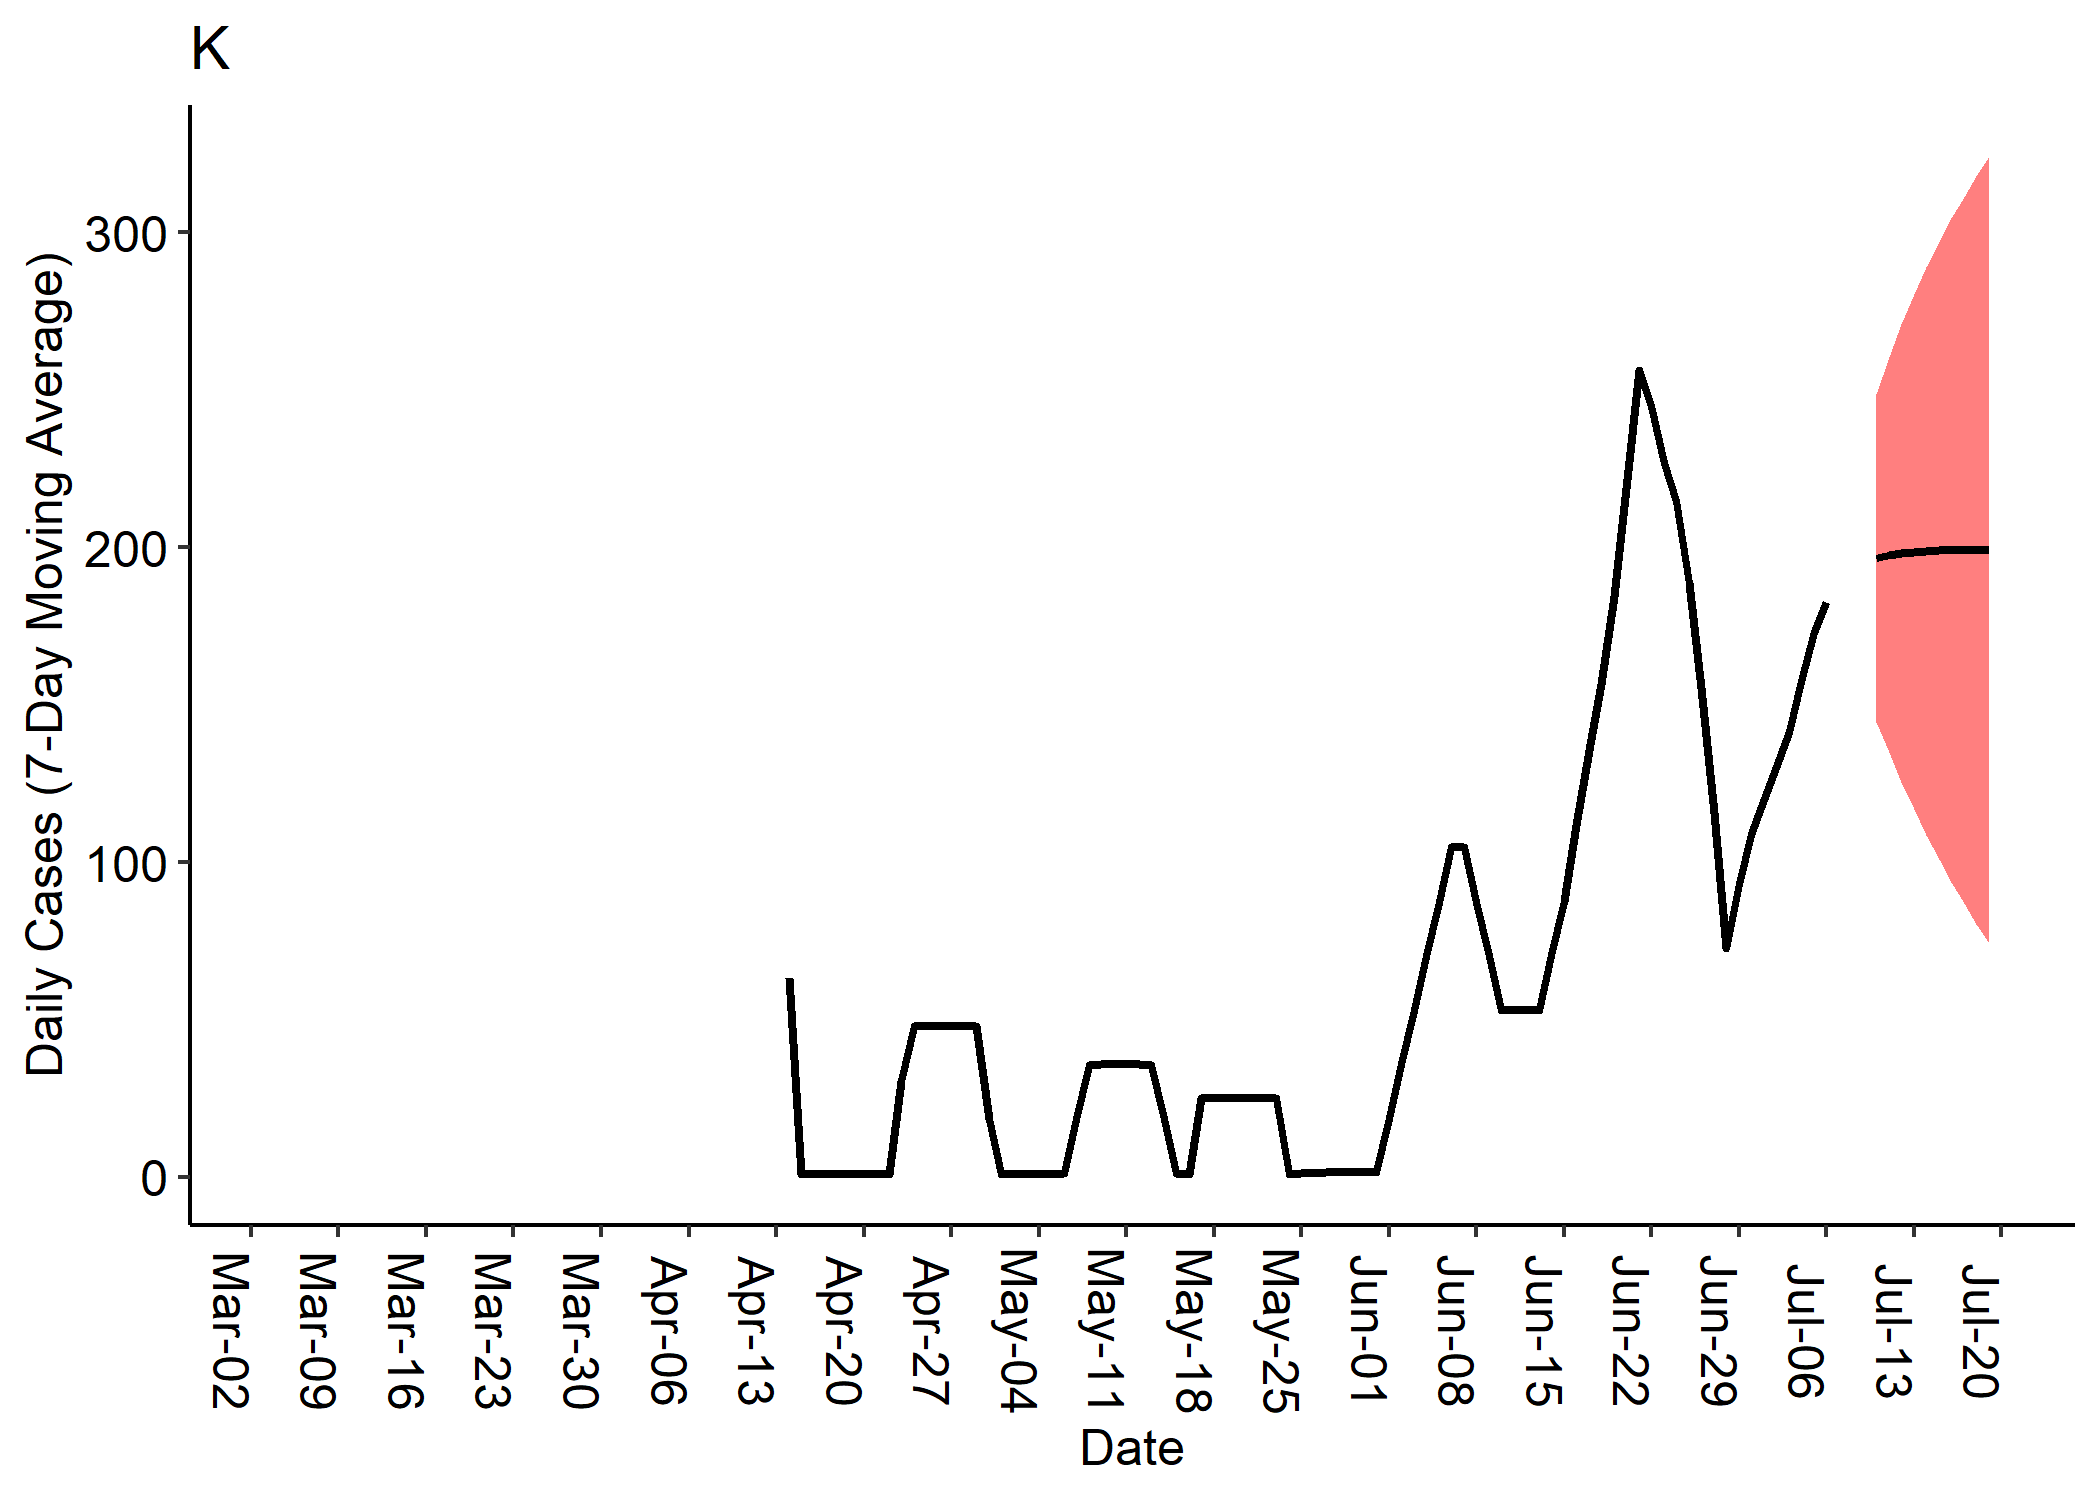 K
Daily Cases (7-Day Moving Average)
300
200
100
0
Mar-02
Mar-09
Mar-16
Mar-23
Mar-30
Apr-06
Apr-13
Apr-20
Apr-27
May-04
May-11
May-18
May-25
Jun-01
Jun-08
Jun-15
Jun-22
Jun-29
Jul-06
Jul-13
Jul-20
Date